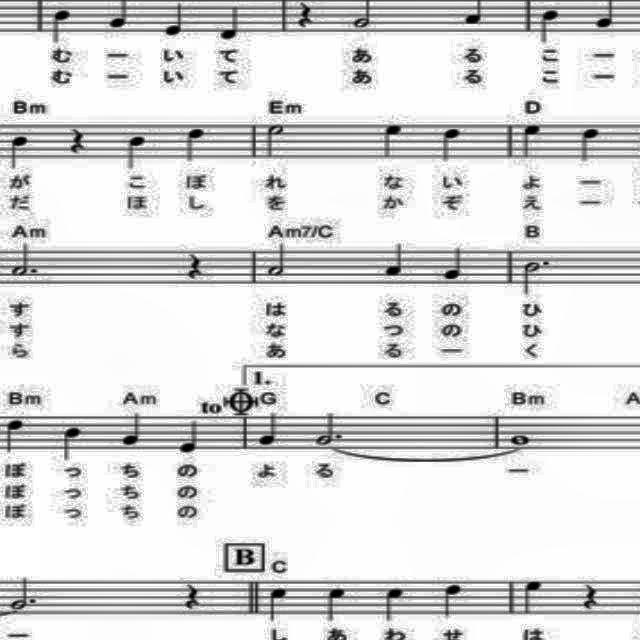 む ー い て あ る こ ー
む ー い て あ る こ ー
Bm Em D
が こ ぼ れ な い よ ー
だ ほ し を か ぞ え ー
Am Am7/C B
す は る の ひ
す な つ の ひ
ら あ る ー く
1.
Bm Am to G C Bm A
ぼ っ ち の よ る ー
ぼ っ ち の
ぼ っ ち の
B C
ー し あ わ せ は